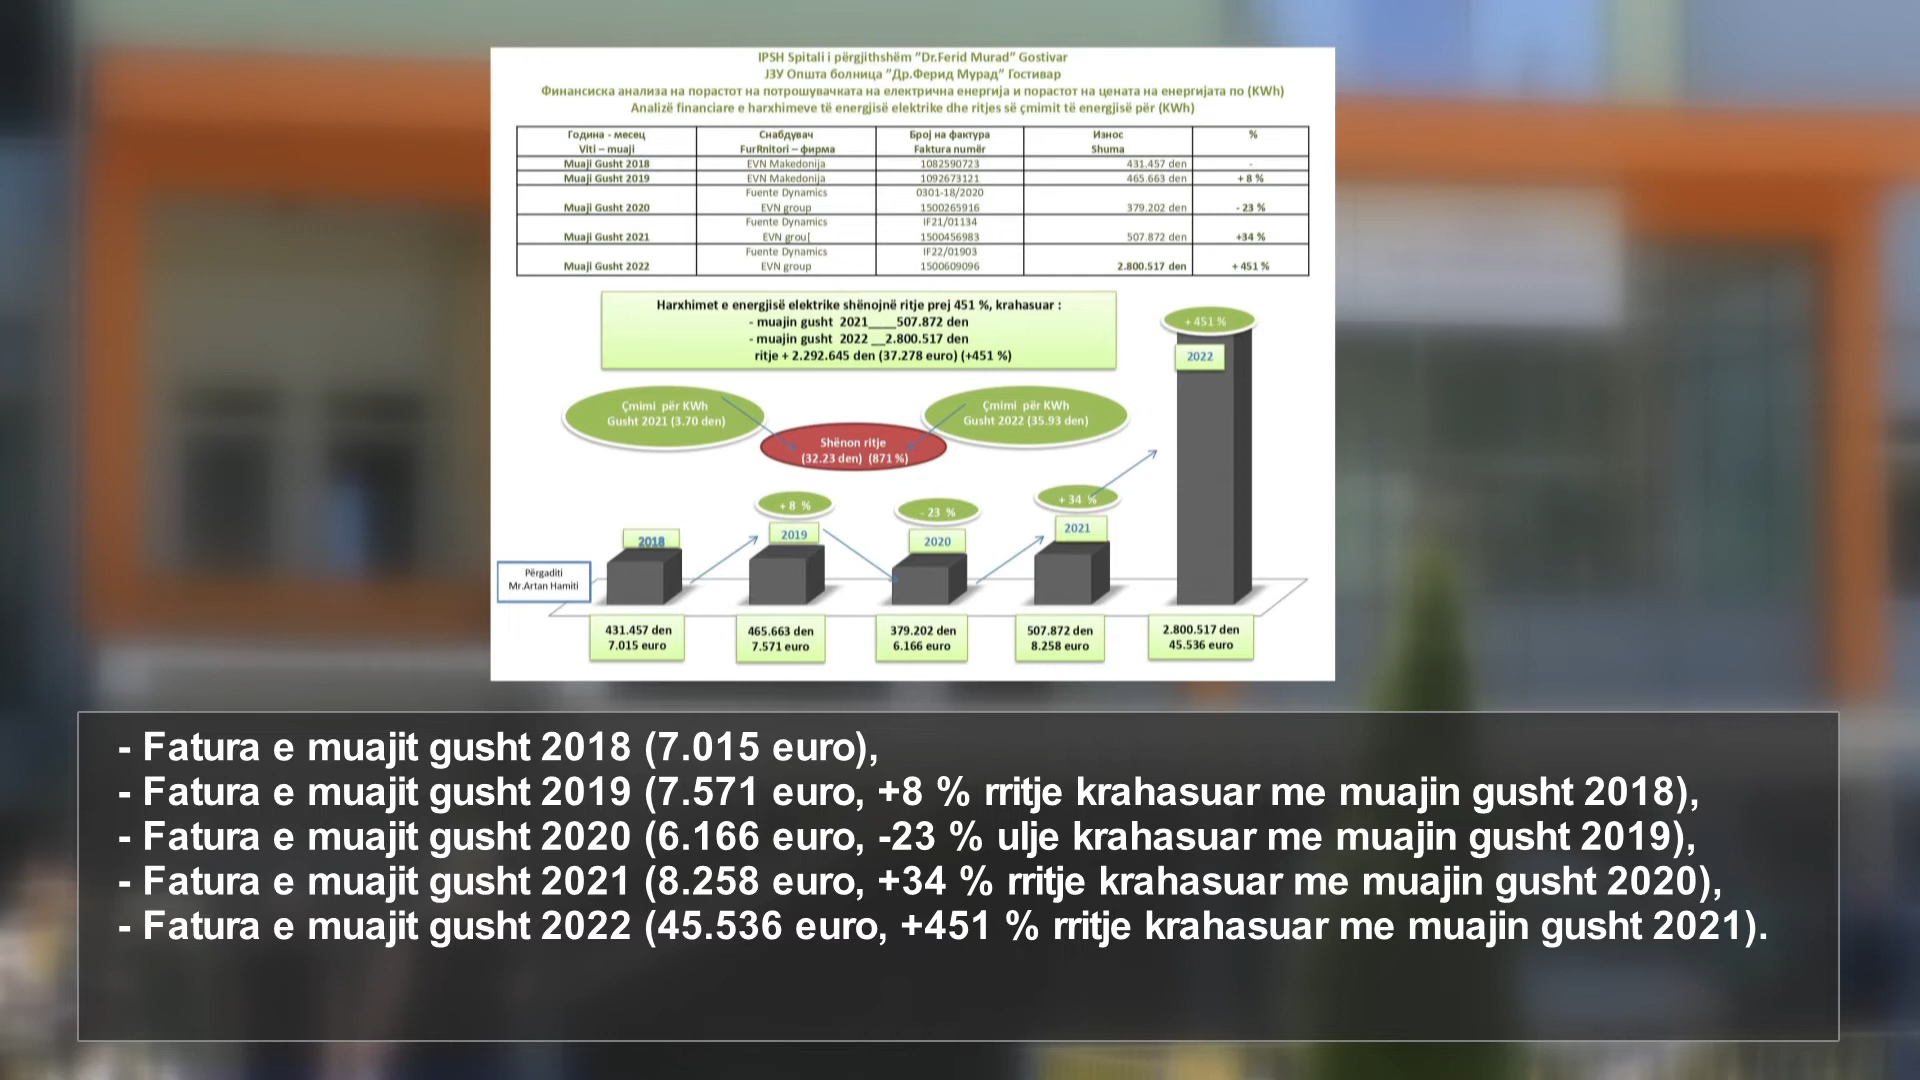 IPSH Spitali i përgjithshëm ”Dr.Ferid Murad” Gostivar
ЈЗУ Општа болница ”Др.Ферид Мурад” Гостивар
Финансиска анализа на порастот на потрошувачката на електрична енергија и порастот на цената на енергијата по (KWh)
Analizë financiare e harxhimeve të energjisë elektrike dhe ritjes së çmimit të energjisë për (KWh)
Година - месец Снабдувач Број на фактура Износ %
Viti – muaji FurRnitori – фирма Faktura numër Shuma
Muaji Gusht 2018 EVN Makedonija 1082590723 431.457 den -
Muaji Gusht 2019 EVN Makedonija 1092673121 465.663 den + 8 %
Fuente Dynamics 0301-18/2020
Muaji Gusht 2020 EVN group 1500265916 379.202 den - 23 %
Fuente Dynamics IF21/01134
Muaji Gusht 2021 EVN grou[ 1500456983 507.872 den +34 %
Fuente Dynamics IF22/01903
Muaji Gusht 2022 EVN group 1500609096 2.800.517 den + 451 %
Harxhimet e energjisë elektrike shënojnë ritje prej 451 %, krahasuar :
- muajin gusht 2021____507.872 den
- muajin gusht 2022 __2.800.517 den
ritje + 2.292.645 den (37.278 euro) (+451 %)
+ 451 %
2022
Çmimi për KWh
Gusht 2021 (3.70 den)
Çmimi për KWh
Gusht 2022 (35.93 den)
Shënon ritje
(32.23 den) (871 %)
+ 8 %
- 23 %
+ 34 %
2018
2019
2020
2021
Përgaditi
Mr.Artan Hamiti
431.457 den
7.015 euro
465.663 den
7.571 euro
379.202 den
6.166 euro
507.872 den
8.258 euro
2.800.517 den
45.536 euro
- Fatura e muajit gusht 2018 (7.015 euro),
- Fatura e muajit gusht 2019 (7.571 euro, +8 % rritje krahasuar me muajin gusht 2018),
- Fatura e muajit gusht 2020 (6.166 euro, -23 % ulje krahasuar me muajin gusht 2019),
- Fatura e muajit gusht 2021 (8.258 euro, +34 % rritje krahasuar me muajin gusht 2020),
- Fatura e muajit gusht 2022 (45.536 euro, +451 % rritje krahasuar me muajin gusht 2021).